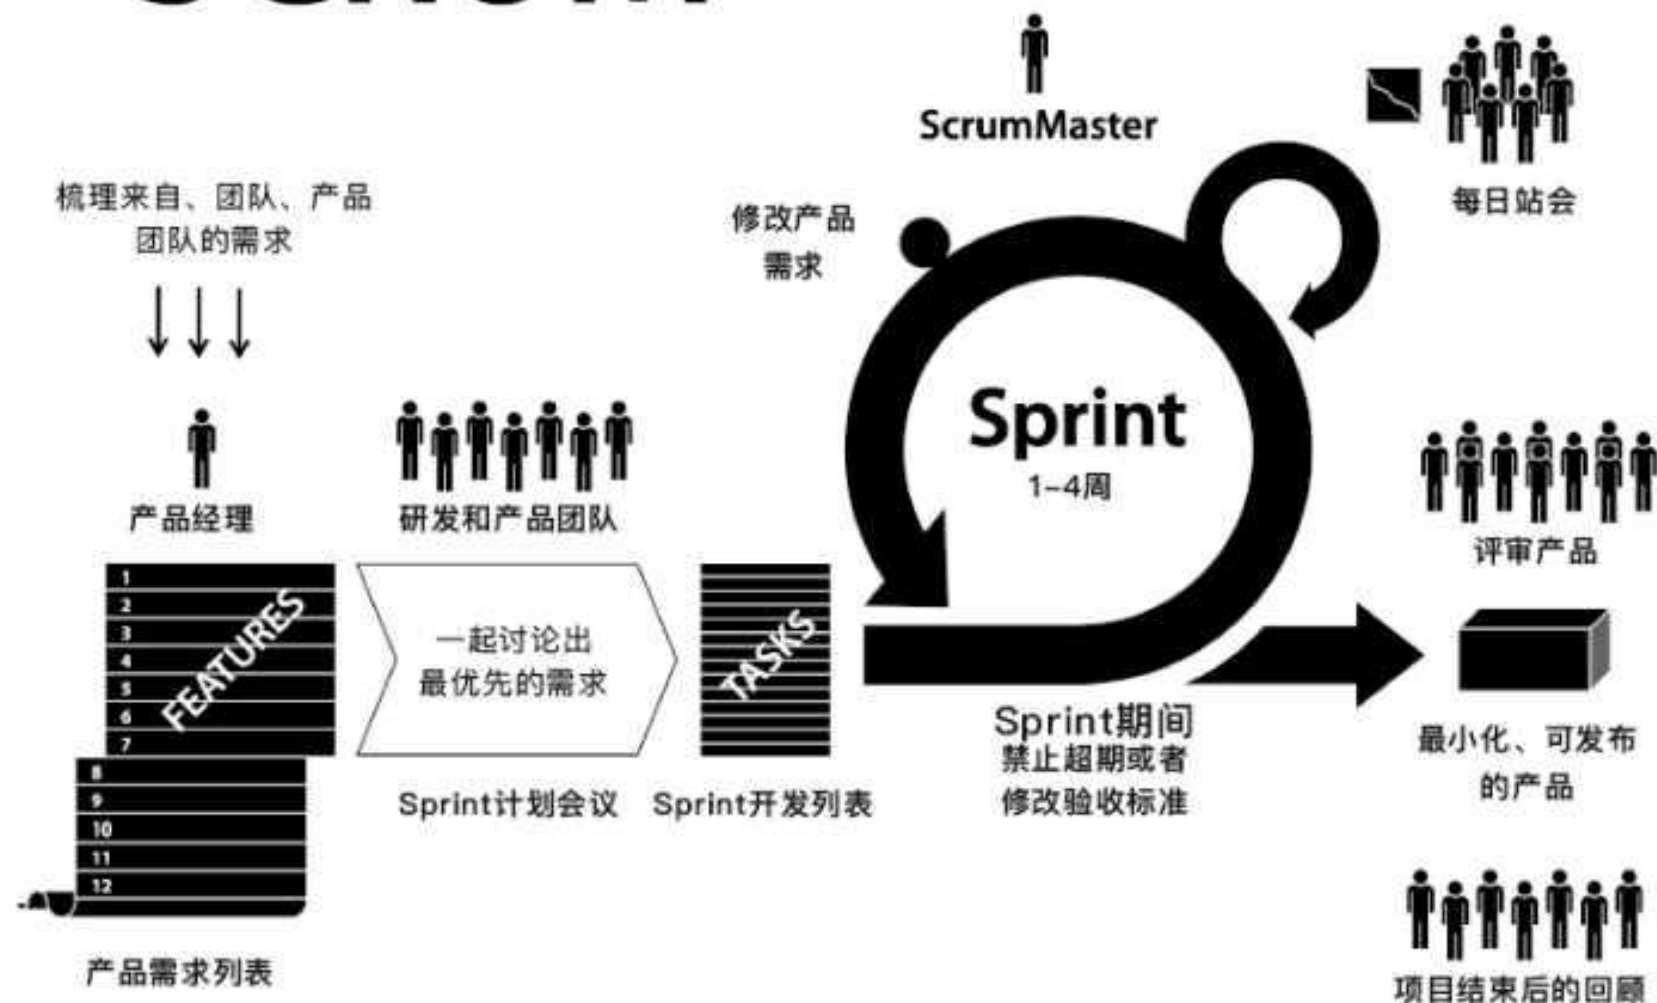 ScrumMaster
每日站会
梳理来自、团队、产品
团队的需求
修改产品
需求
Sprint
1-4周
产品经理
研发和产品团队
评审产品
1
2
3
4
5
6
7
FEATURES
8
9
10
11
12
一起讨论出
最优先的需求
TASKS
Sprint计划会议
Sprint开发列表
Sprint期间
禁止超期或者
修改验收标准
最小化、可发布
的产品
产品需求列表
项目结束后的回顾